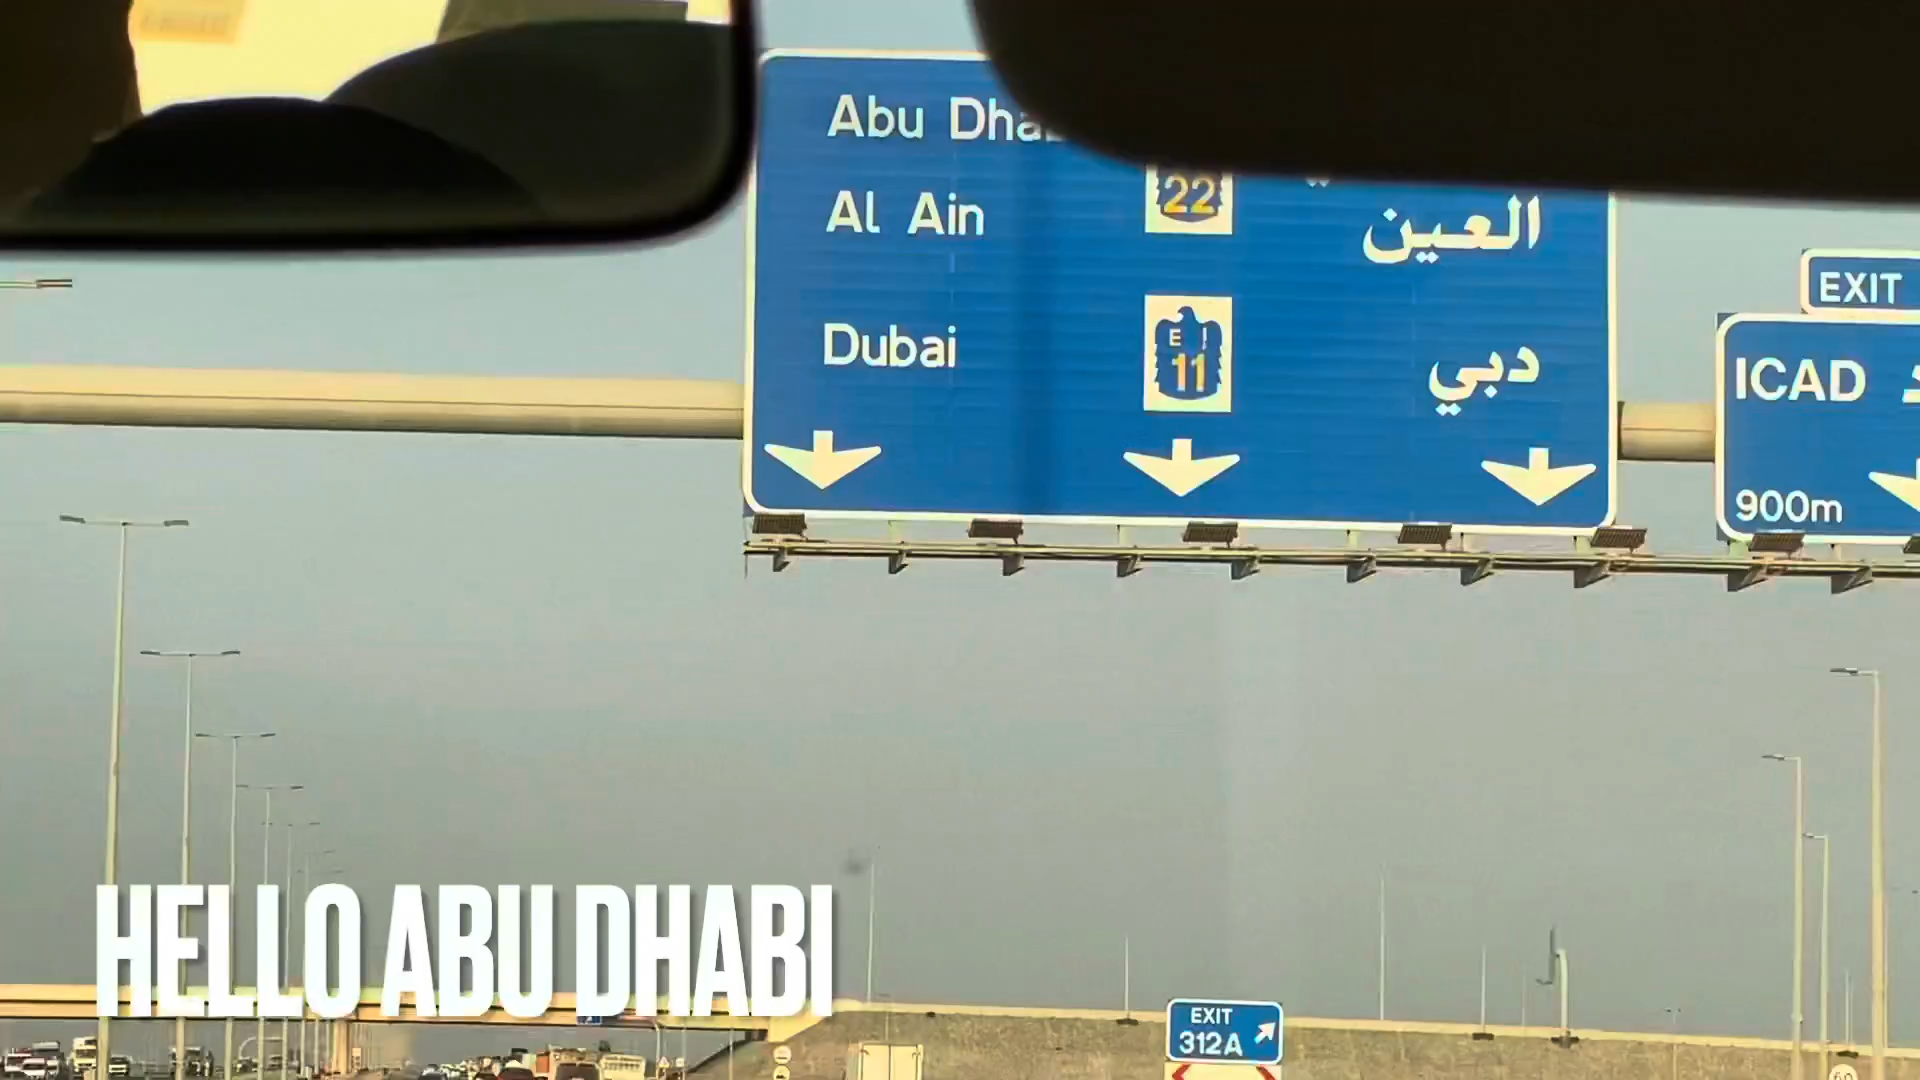 Abu Dha
22
Al Ain
العين
EXIT
E
11
Dubai
دبي
ICAD
900m
HELLO ABU DHABI
EXIT
312A